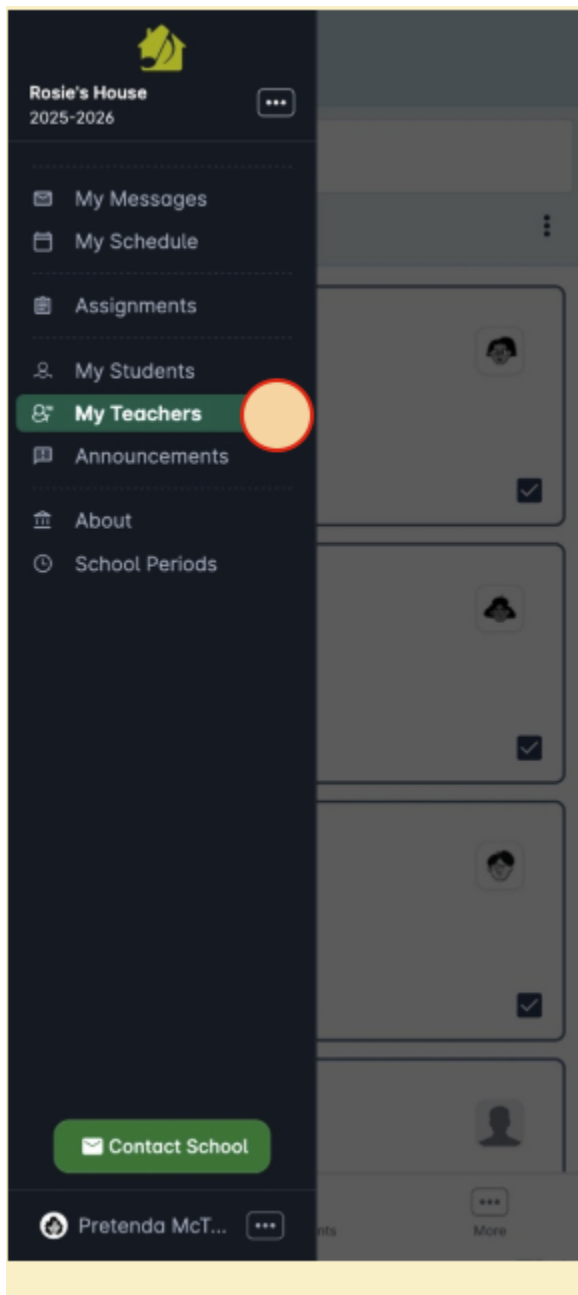 Rosie's House
2025-2026
My Messages
My Schedule
Assignments
My Students
My Teachers
Announcements
About
School Periods
Contact School
Pretenda McT...
nts
More